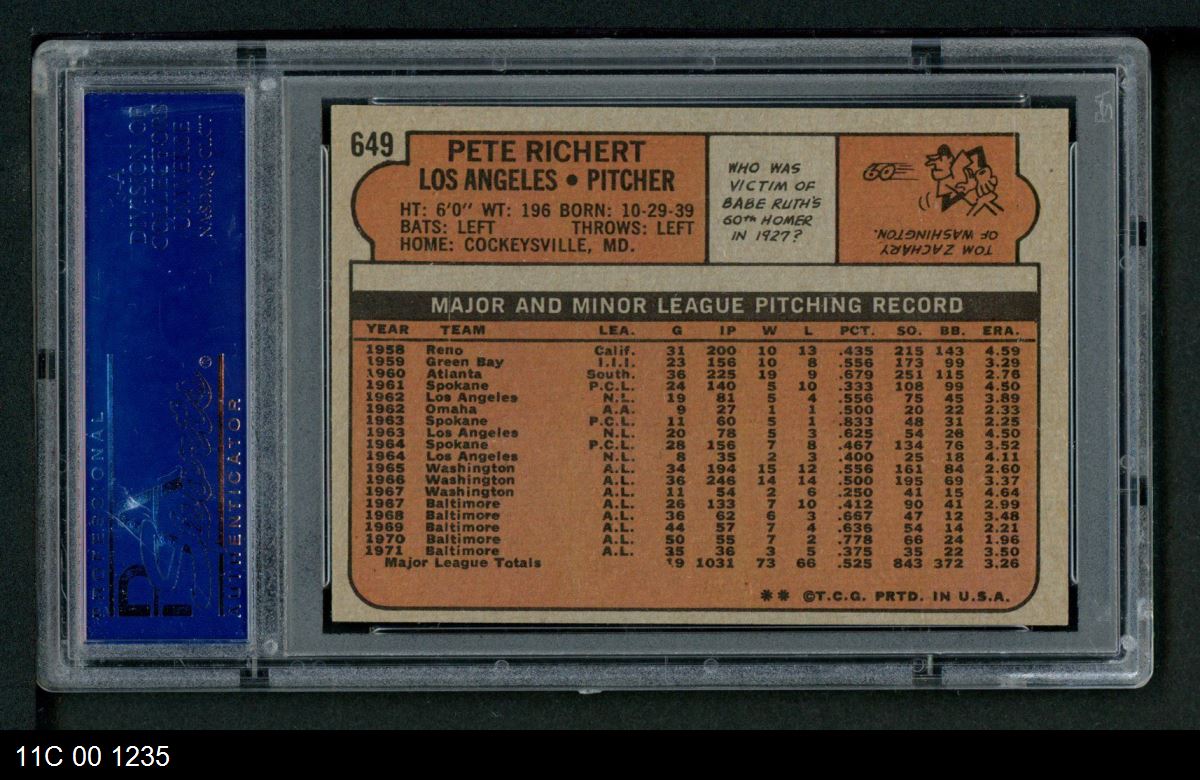 649
PETE RICHERT
LOS ANGELES • PITCHER
HT: 6'0" WT: 196 BORN: 10-29-39
BATS: LEFT THROWS: LEFT
HOME: COCKEYSVILLE, MD.
WHO WAS
VICTIM OF
BABE RUTH'S
60TH HOMER
IN 1927?
60
TOM ZACHARY
OF WASHINGTON.
MAJOR AND MINOR LEAGUE PITCHING RECORD
YEAR TEAM LEA. G IP W L PCT. SO. BB. ERA.
1958 Reno Calif. 31 200 10 13 .435 215 143 4.59
1959 Green Bay I.I.I. 23 156 10 8 .556 173 99 3.29
1960 Atlanta South. 36 225 19 9 .679 251 115 2.76
1961 Spokane P.C.L. 24 140 5 10 .333 108 99 4.50
1962 Los Angeles N.L. 19 81 5 4 .556 75 45 3.89
1962 Omaha A.A. 9 27 1 1 .500 20 22 2.33
1963 Spokane P.C.L. 11 60 5 1 .833 48 31 2.25
1963 Los Angeles N.L. 20 78 5 3 .625 54 28 4.50
1964 Spokane P.C.L. 28 156 7 8 .467 134 76 3.52
1964 Los Angeles N.L. 8 35 2 3 .400 25 18 4.11
1965 Washington A.L. 34 194 15 12 .556 161 84 2.60
1966 Washington A.L. 36 246 14 14 .500 195 69 3.37
1967 Washington A.L. 11 54 2 6 .250 41 15 4.64
1967 Baltimore A.L. 26 133 7 10 .412 90 41 2.99
1968 Baltimore A.L. 36 62 6 3 .667 47 12 3.48
1969 Baltimore A.L. 44 57 7 4 .636 54 14 2.21
1970 Baltimore A.L. 50 55 7 2 .778 66 24 1.96
1971 Baltimore A.L. 35 36 3 5 .375 35 22 3.50
Major League Totals 1031 73 66 .525 843 372 3.26
** ©T.C.G. PRTD. IN U.S.A.
A
DIVISION OF
COLLECTORS
UNIVERSE
NASDAQ: CLCT
PROFESSIONAL
PSA
Sports
AUTHENTICATOR
11C 00 1235